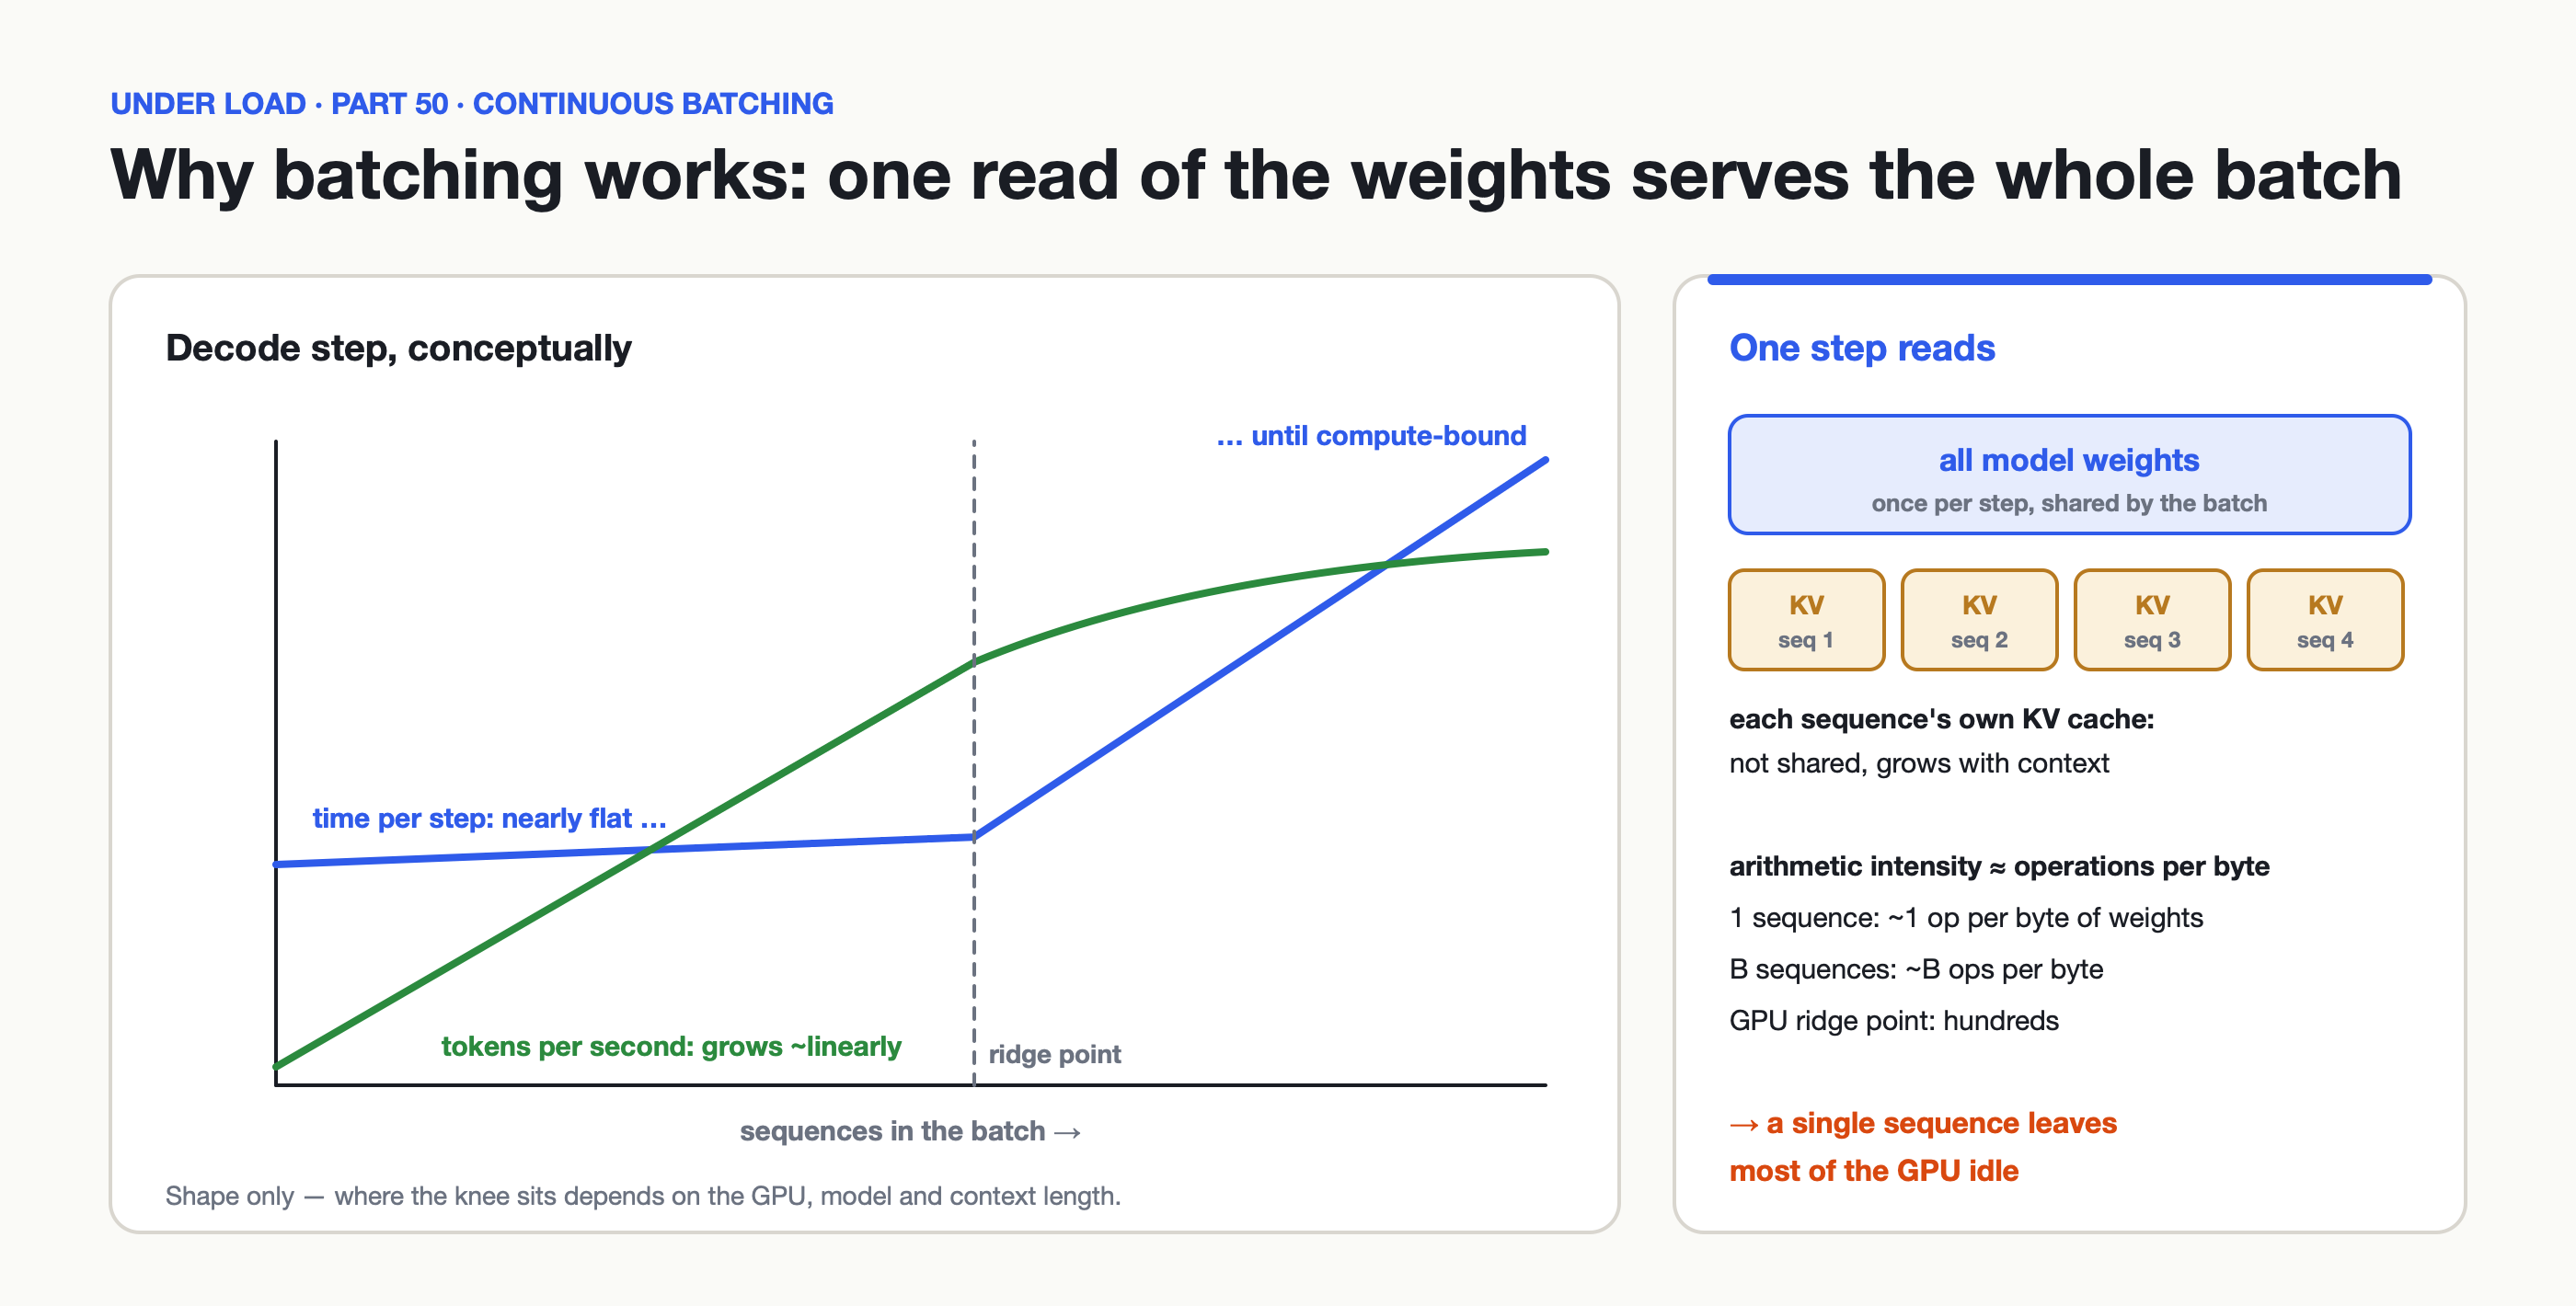 UNDER LOAD · PART 50 · CONTINUOUS BATCHING
Why batching works: one read of the weights serves the whole batch
Decode step, conceptually
... until compute-bound
time per step: nearly flat ...
tokens per second: grows ~linearly
ridge point
sequences in the batch →
Shape only — where the knee sits depends on the GPU, model and context length.
One step reads
all model weights
once per step, shared by the batch
KV
seq 1
KV
seq 2
KV
seq 3
KV
seq 4
each sequence's own KV cache:
not shared, grows with context
arithmetic intensity ≈ operations per byte
1 sequence: ~1 op per byte of weights
B sequences: ~B ops per byte
GPU ridge point: hundreds
→ a single sequence leaves
most of the GPU idle